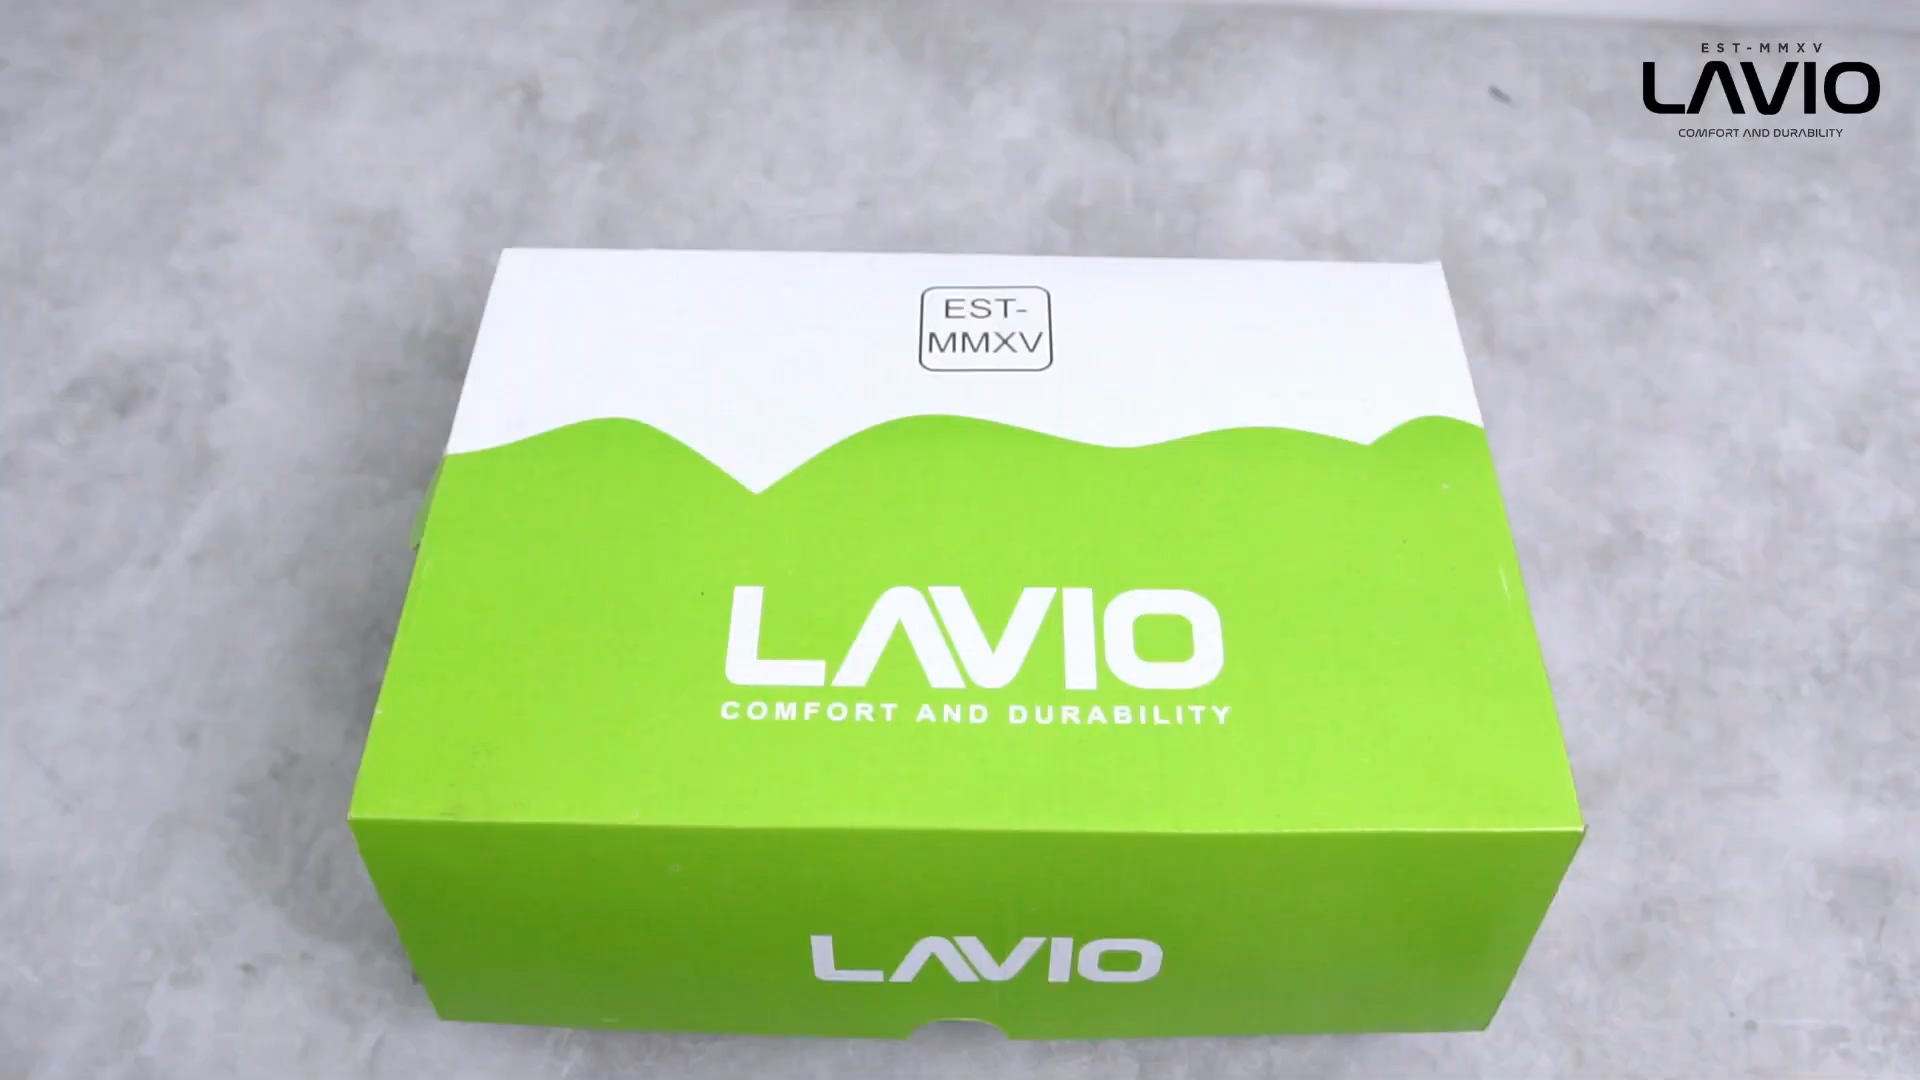 EST-MMXV
LAVIO
COMFORT AND DURABILITY
EST-
MMXV
LAVIO
COMFORT AND DURABILITY
LAVIO